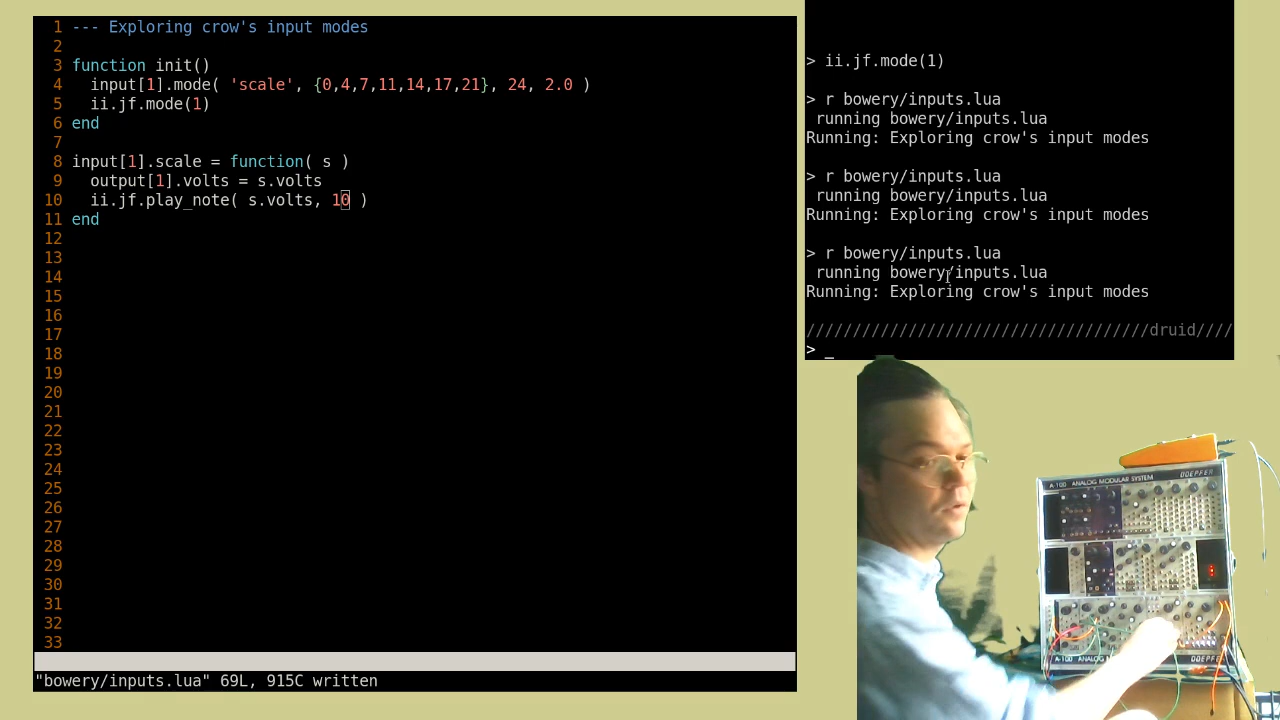 1 --- Exploring crow's input modes
2
3 function init()
4 input[1].mode( 'scale', {0,4,7,11,14,17,21}, 24, 2.0 )
5 ii.jf.mode(1)
6 end
7
8 input[1].scale = function( s )
9 output[1].volts = s.volts
10 ii.jf.play_note( s.volts, 10 )
11 end
12
13
14
15
16
17
18
19
20
21
22
23
24
25
26
27
28
29
30
31
32
33
"bowery/inputs.lua" 69L, 915C written
> ii.jf.mode(1)
> r bowery/inputs.lua
running bowery/inputs.lua
Running: Exploring crow's input modes
> r bowery/inputs.lua
running bowery/inputs.lua
Running: Exploring crow's input modes
> r bowery/inputs.lua
running bowery/inputs.lua
Running: Exploring crow's input modes
/////////////////////////////////////druid////
> _
A-100 ANALOG MODULAR SYSTEM DOEPFER
A-100 ANALOG DOEPFER